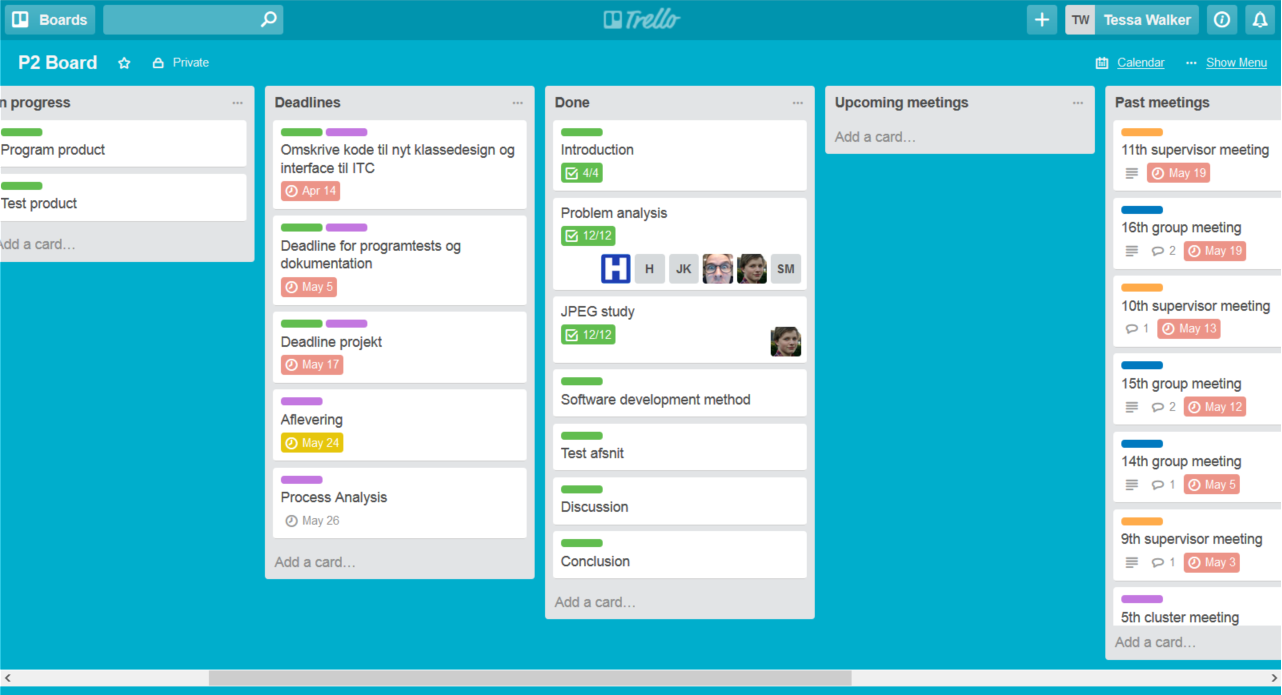 Boards
Trello
TW Tessa Walker
P2 Board
Private
Calendar
... Show Menu
n progress
Program product
Test product
Add a card…
Deadlines
Omskrive kode til nyt klassedesign og
interface til ITC
Apr 14
Deadline for programtests og
dokumentation
May 5
Deadline projekt
May 17
Aflevering
May 24
Process Analysis
May 26
Add a card…
Done
Introduction
4/4
Problem analysis
12/12
H H JK SM
JPEG study
12/12
Software development method
Test afsnit
Discussion
Conclusion
Add a card…
Upcoming meetings
Add a card…
Past meetings
11th supervisor meeting
May 19
16th group meeting
2 May 19
10th supervisor meeting
1 May 13
15th group meeting
2 May 12
14th group meeting
1 May 5
9th supervisor meeting
1 May 3
5th cluster meeting
Add a card…